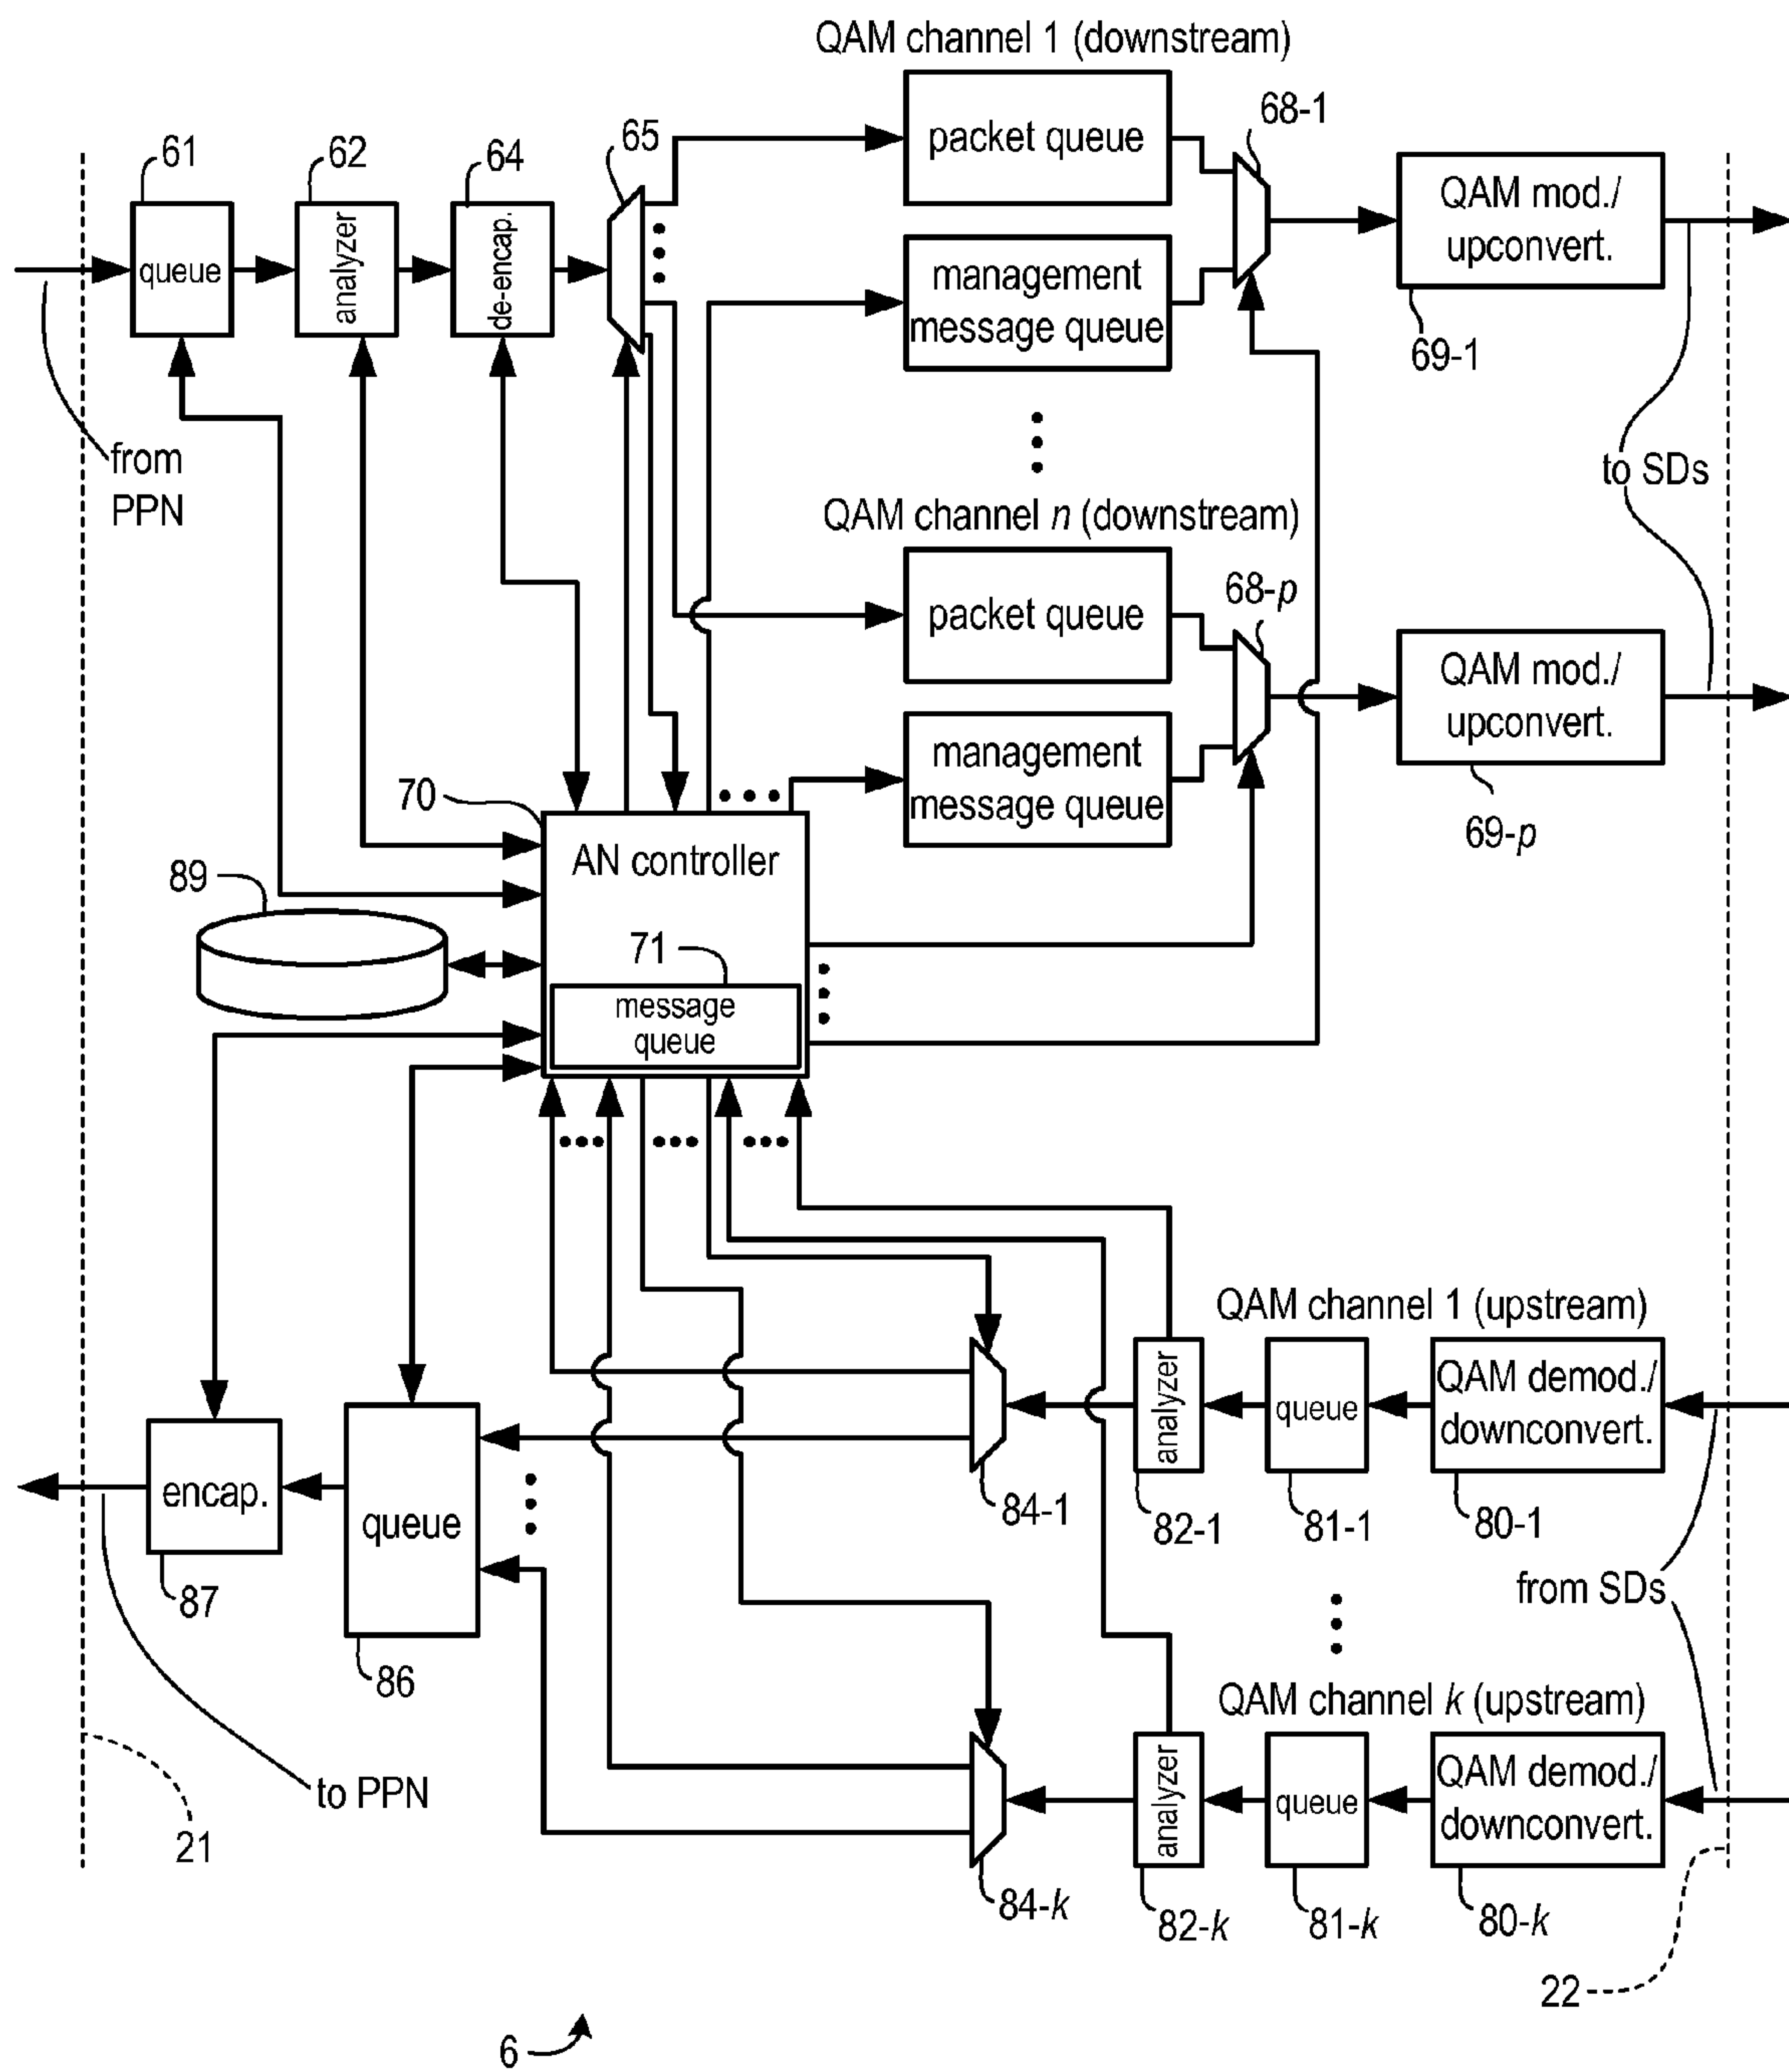 QAM channel 1 (downstream)
61
62
64
65
68-1
queue
analyzer
de-encap.
packet queue
management
message queue
QAM mod./
upconvert.
69-1
from
PPN
to SDs
QAM channel n (downstream)
68-p
packet queue
management
message queue
QAM mod./
upconvert.
69-p
70
AN controller
89
71
message
queue
QAM channel 1 (upstream)
analyzer
queue
QAM demod./
downconvert.
84-1
82-1
81-1
80-1
encap.
queue
87
86
from SDs
QAM channel k (upstream)
analyzer
queue
QAM demod./
downconvert.
to PPN
21
84-k
82-k
81-k
80-k
22
6